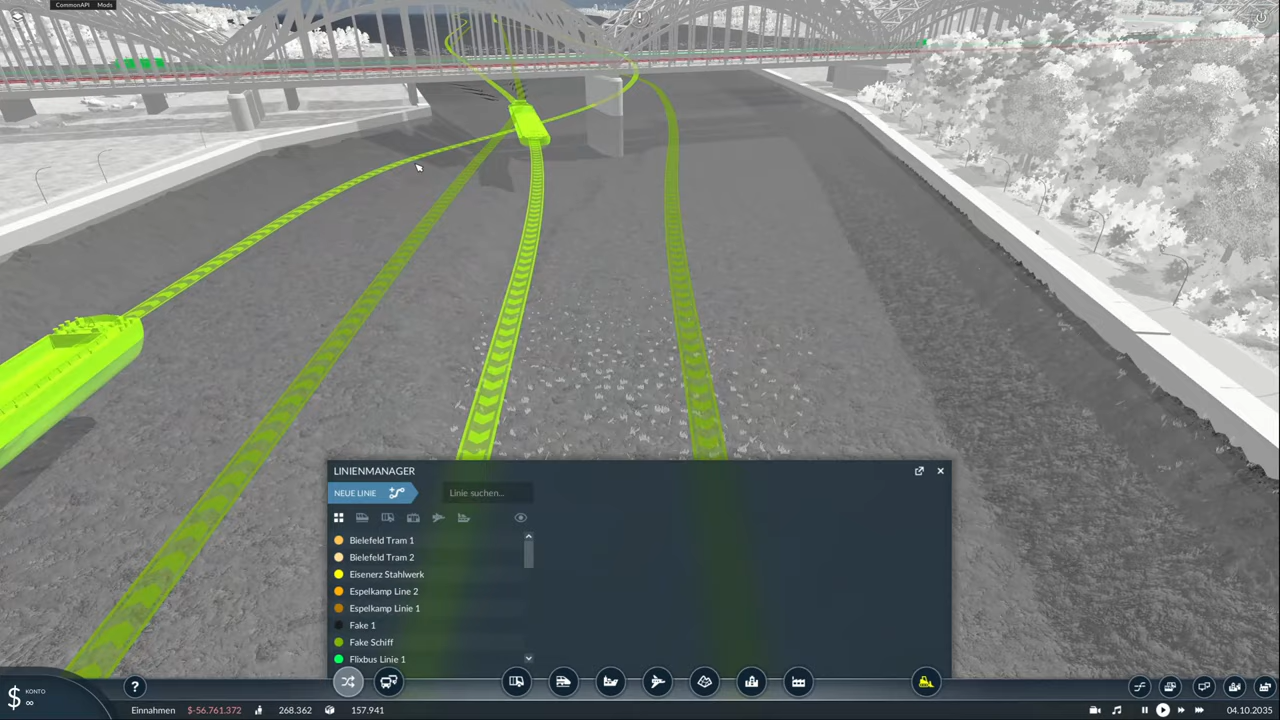 CommonAPI Mods
LINIENMANAGER
NEUE LINIE
Linie suchen...
Bielefeld Tram 1
Bielefeld Tram 2
Eisenerz Stahlwerk
Espelkamp Line 2
Espelkamp Linie 1
Fake 1
Fake Schiff
Flixbus Linie 1
?
$ KONTO
∞
Einnahmen $-56.761.372 268.362 157.941 04.10.2035